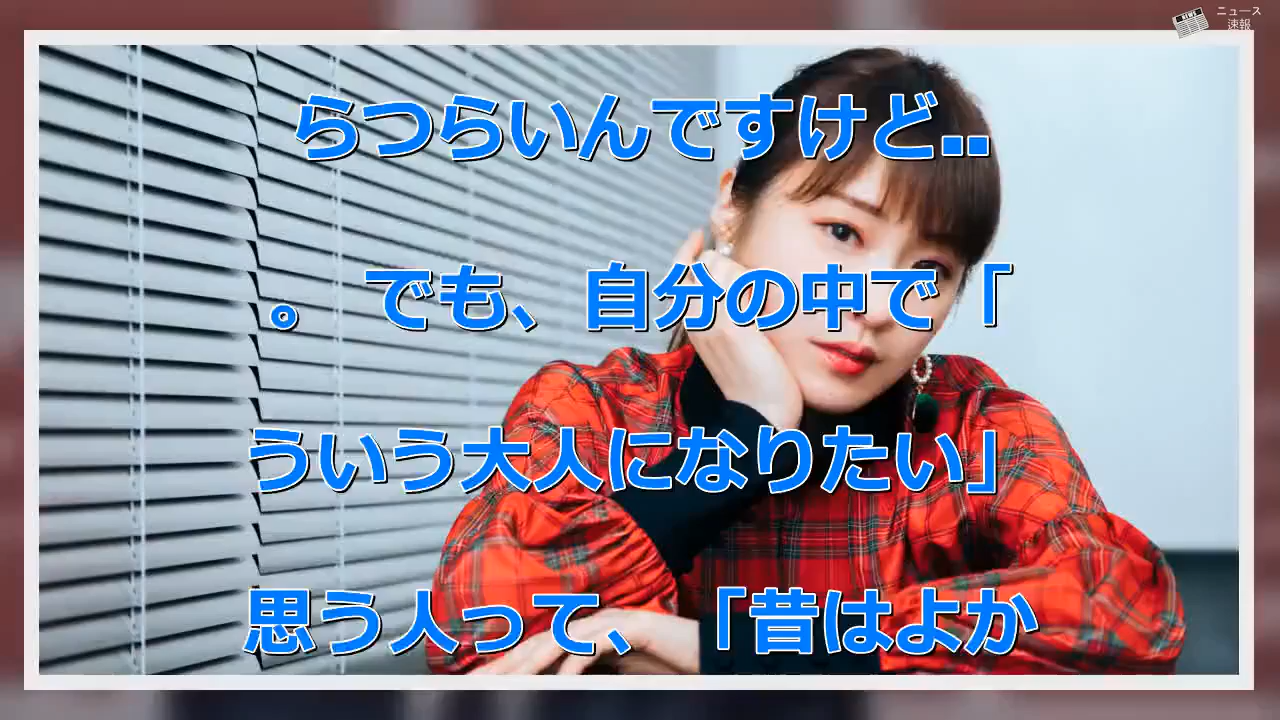 ニュース
速報
らつらいんですけど..
。 でも、自分の中で「
ういう大人になりたい」
思う人って、「昔はよか